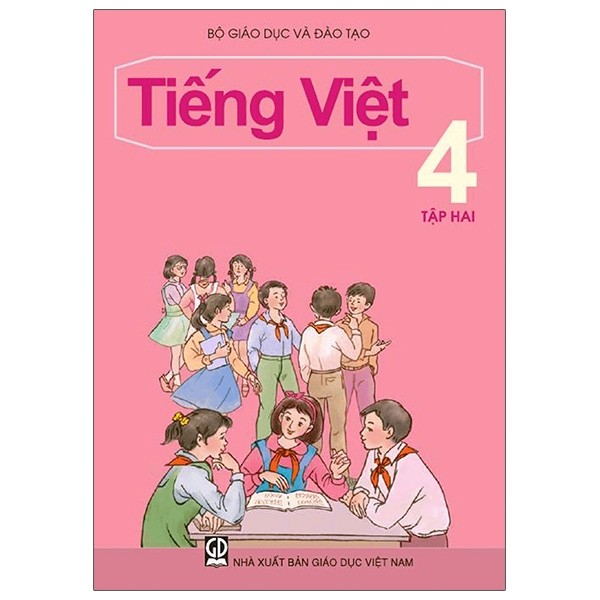 BỘ GIÁO DỤC VÀ ĐÀO TẠO
Tiếng Việt
4
TẬP HAI
GD
NHÀ XUẤT BẢN GIÁO DỤC VIỆT NAM